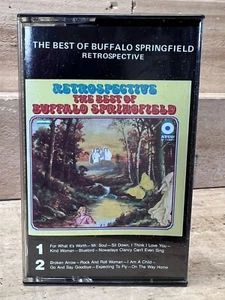 THE BEST OF BUFFALO SPRINGFIELD
RETROSPECTIVE
RETROSPECTIVE
THE BEST OF
BUFFALO SPRINGFIELD
ATCO
1 For What It's Worth—Mr. Soul—Sit Down, I Think I Love You—
Kind Woman—Bluebird—Nowadays Clancy Can't Even Sing
2 Broken Arrow—Rock And Roll Woman—I Am A Child—
Go And Say Goodbye—Expecting To Fly—On The Way Home